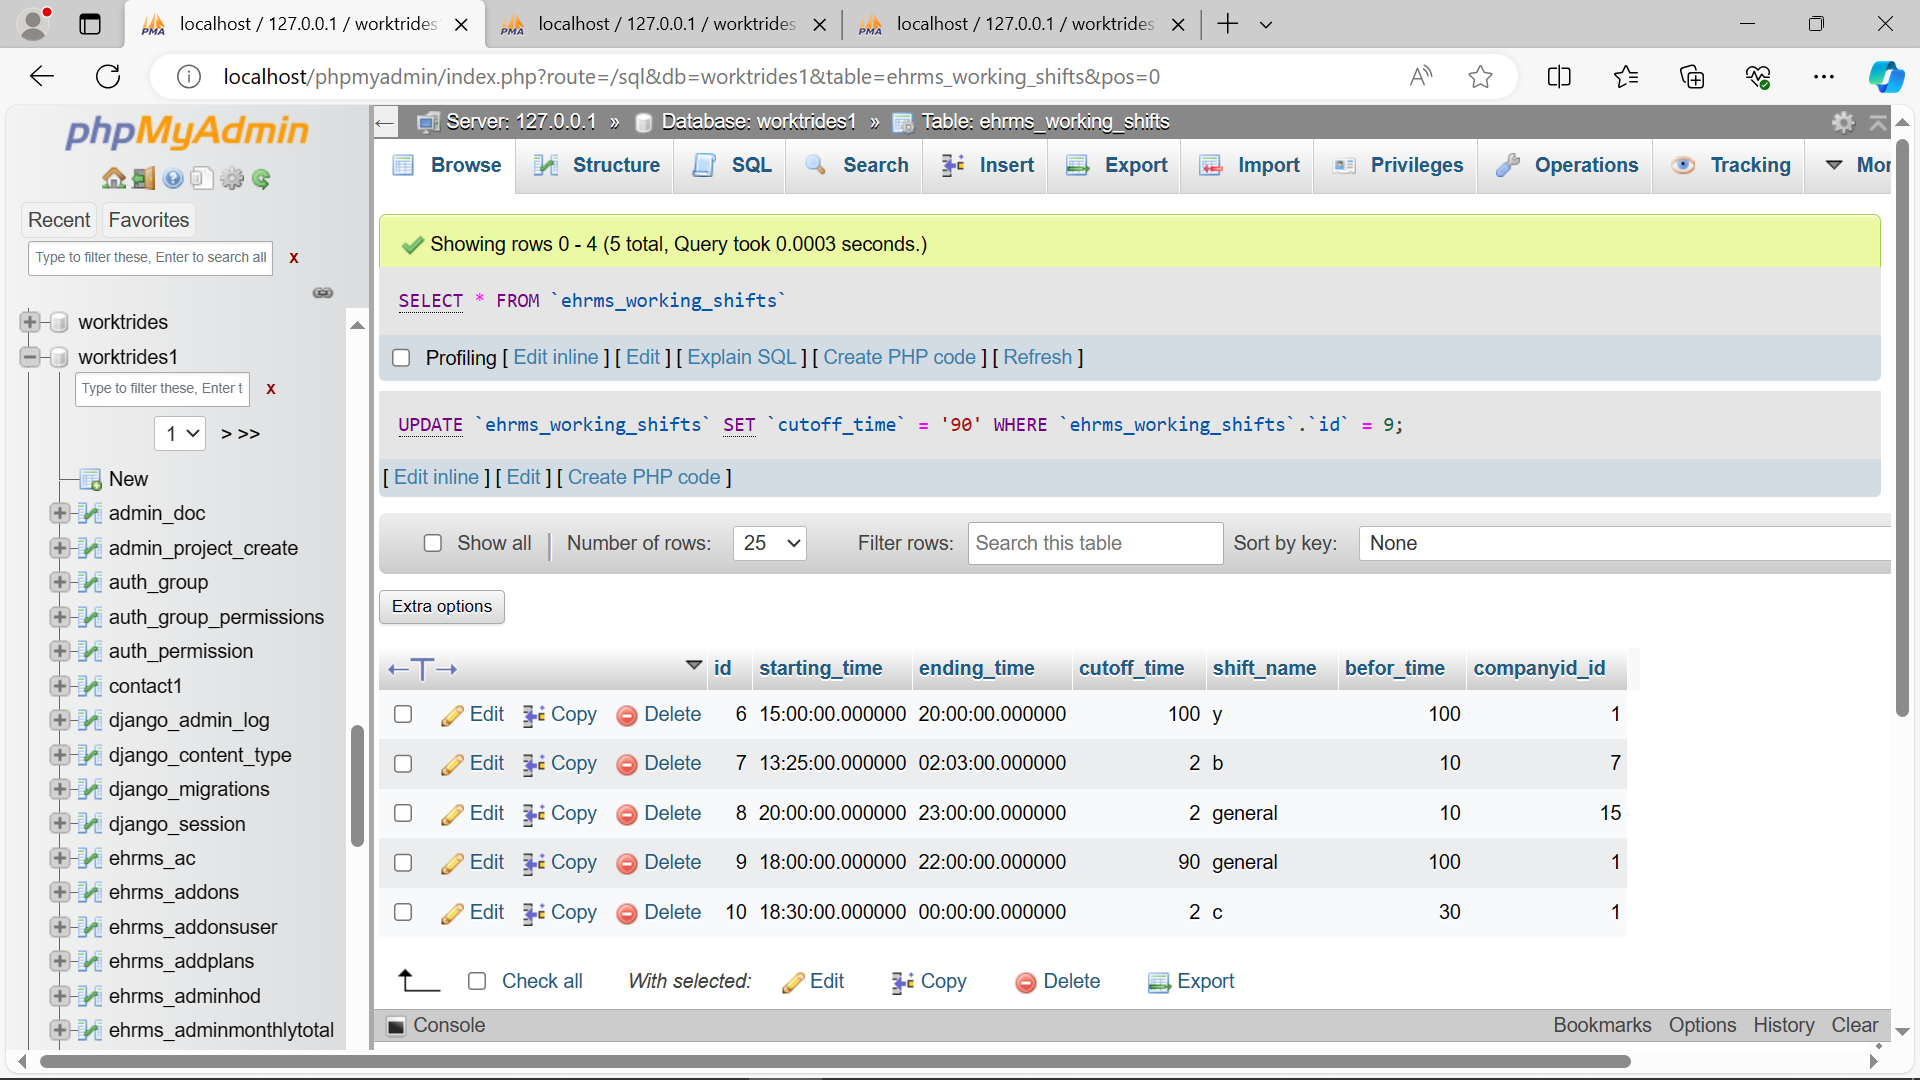 localhost / 127.0.0.1 / worktrides
localhost / 127.0.0.1 / worktrides
localhost / 127.0.0.1 / worktrides
localhost/phpmyadmin/index.php?route=/sql&db=worktrides1&table=ehrms_working_shifts&pos=0
phpMyAdmin
Recent Favorites
Type to filter these, Enter to search all x
worktrides
worktrides1
Type to filter these, Enter t x
1 > >>
New
admin_doc
admin_project_create
auth_group
auth_group_permissions
auth_permission
contact1
django_admin_log
django_content_type
django_migrations
django_session
ehrms_ac
ehrms_addons
ehrms_addonsuser
ehrms_addplans
ehrms_adminhod
ehrms_adminmonthlytotal
Server: 127.0.0.1 » Database: worktrides1 » Table: ehrms_working_shifts
Browse Structure SQL Search Insert Export Import Privileges Operations Tracking Mor
Showing rows 0 - 4 (5 total, Query took 0.0003 seconds.)
SELECT * FROM `ehrms_working_shifts`
Profiling [ Edit inline ] [ Edit ] [ Explain SQL ] [ Create PHP code ] [ Refresh ]
UPDATE `ehrms_working_shifts` SET `cutoff_time` = '90' WHERE `ehrms_working_shifts`.`id` = 9;
[ Edit inline ] [ Edit ] [ Create PHP code ]
Show all | Number of rows: 25 Filter rows: Search this table Sort by key: None
Extra options
id starting_time ending_time cutoff_time shift_name befor_time companyid_id
Edit Copy Delete 6 15:00:00.000000 20:00:00.000000 100 y 100 1
Edit Copy Delete 7 13:25:00.000000 02:03:00.000000 2 b 10 7
Edit Copy Delete 8 20:00:00.000000 23:00:00.000000 2 general 10 15
Edit Copy Delete 9 18:00:00.000000 22:00:00.000000 90 general 100 1
Edit Copy Delete 10 18:30:00.000000 00:00:00.000000 2 c 30 1
Check all With selected: Edit Copy Delete Export
Console Bookmarks Options History Clear